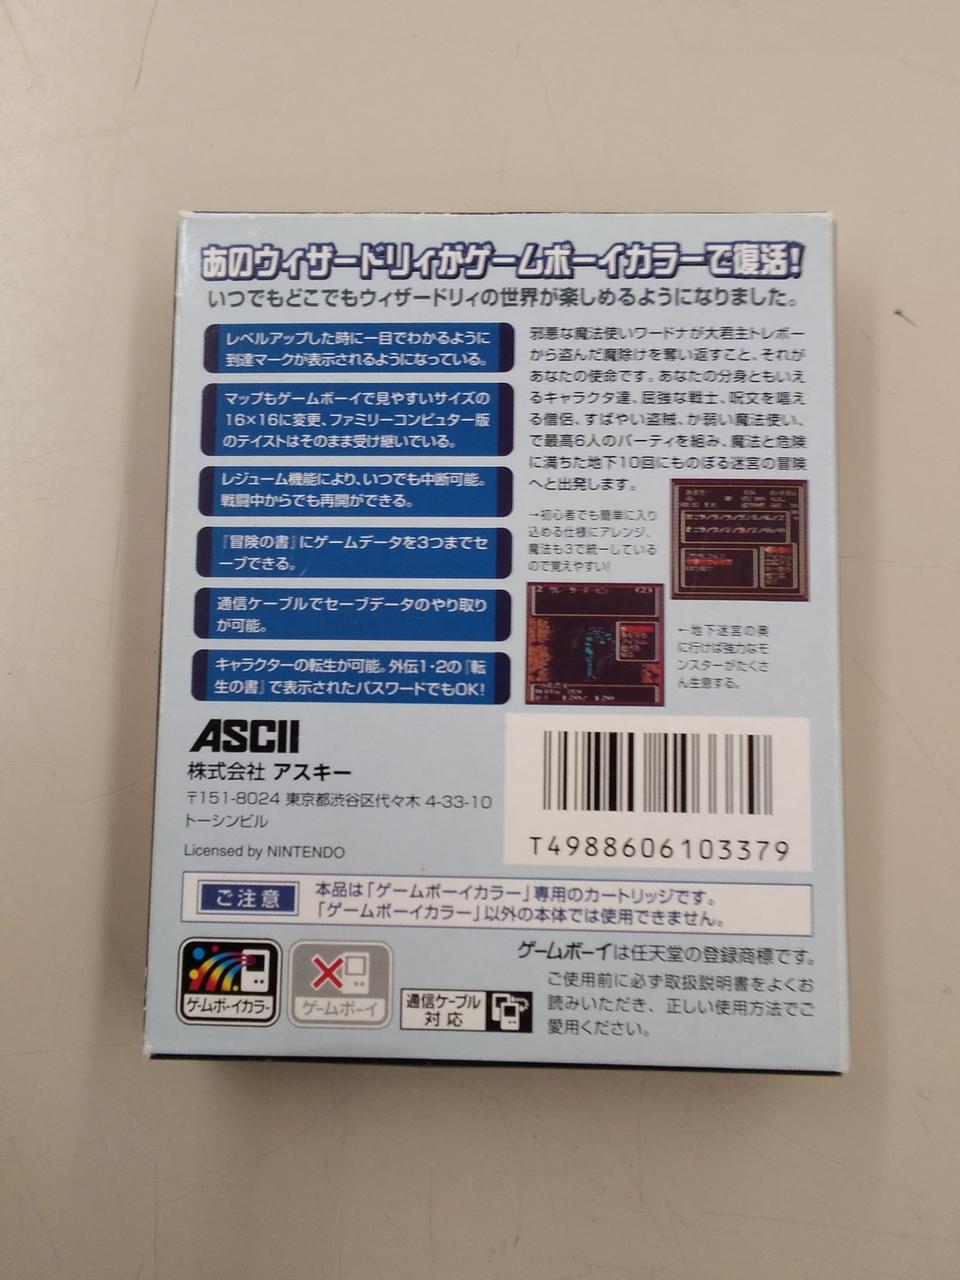 あのウィザードリィがゲームボーイカラーで復活!
いつでもどこでもウィザードリィの世界が楽しめるようになりました。
レベルアップした時に一目でわかるように
到達マークが表示されるようになっている。
マップもゲームボーイで見やすいサイズの
16×16に変更、ファミリーコンピュター版
のテイストはそのまま受け継いでいる。
レジューム機能により、いつでも中断可能。
戦闘中からでも再開ができる。
『冒険の書』にゲームデータを3つまでセ
ーブできる。
通信ケーブルでセーブデータのやり取り
が可能。
キャラクターの転生が可能。外伝1・2の『転
生の書』で表示されたパスワードでもOK!
邪悪な魔法使いワードナが大君主トレボー
から盗んだ魔除けを奪い返すこと、それが
あなたの使命です。あなたの分身ともいえ
るキャラクタ達、屈強な戦士、呪文を唱え
る僧侶、すばやい盗賊、か弱い魔法使い、
で最高6人のパーティを組み、魔法と危険
に満ちた地下10回にものぼる迷宮の冒険
へと出発します。
→初心者でも簡単に入り
込める仕様にアレンジ、
魔法も3で統一している
ので覚えやすい!
←地下迷宮の奥
に行けば強力なモ
ンスターがたくさ
ん生息する。
ASCII
株式会社 アスキー
〒151-8024 東京都渋谷区代々木 4-33-10
トーシンビル
Licensed by NINTENDO
T4988606103379
ご注意
本品は「ゲームボーイカラー」専用のカートリッジです。
「ゲームボーイカラー」以外の本体では使用できません。
ゲームボーイカラー
ゲームボーイ
通信ケーブル
対応
ゲームボーイは任天堂の登録商標です。
ご使用前に必ず取扱説明書をよくお
読みいただき、正しい使用方法でご
愛用ください。